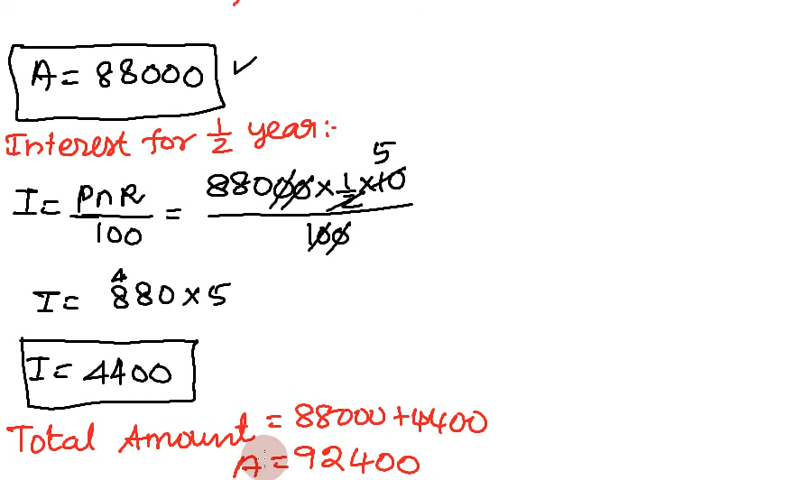 A = 88000 ✓
Interest for 1/2 year:-
I = PnR/100 = 88000 × 1/2 × 10/100 5
I = 880 × 5 4
I = 4400
Total Amount = 88000 + 4400
A = 92400